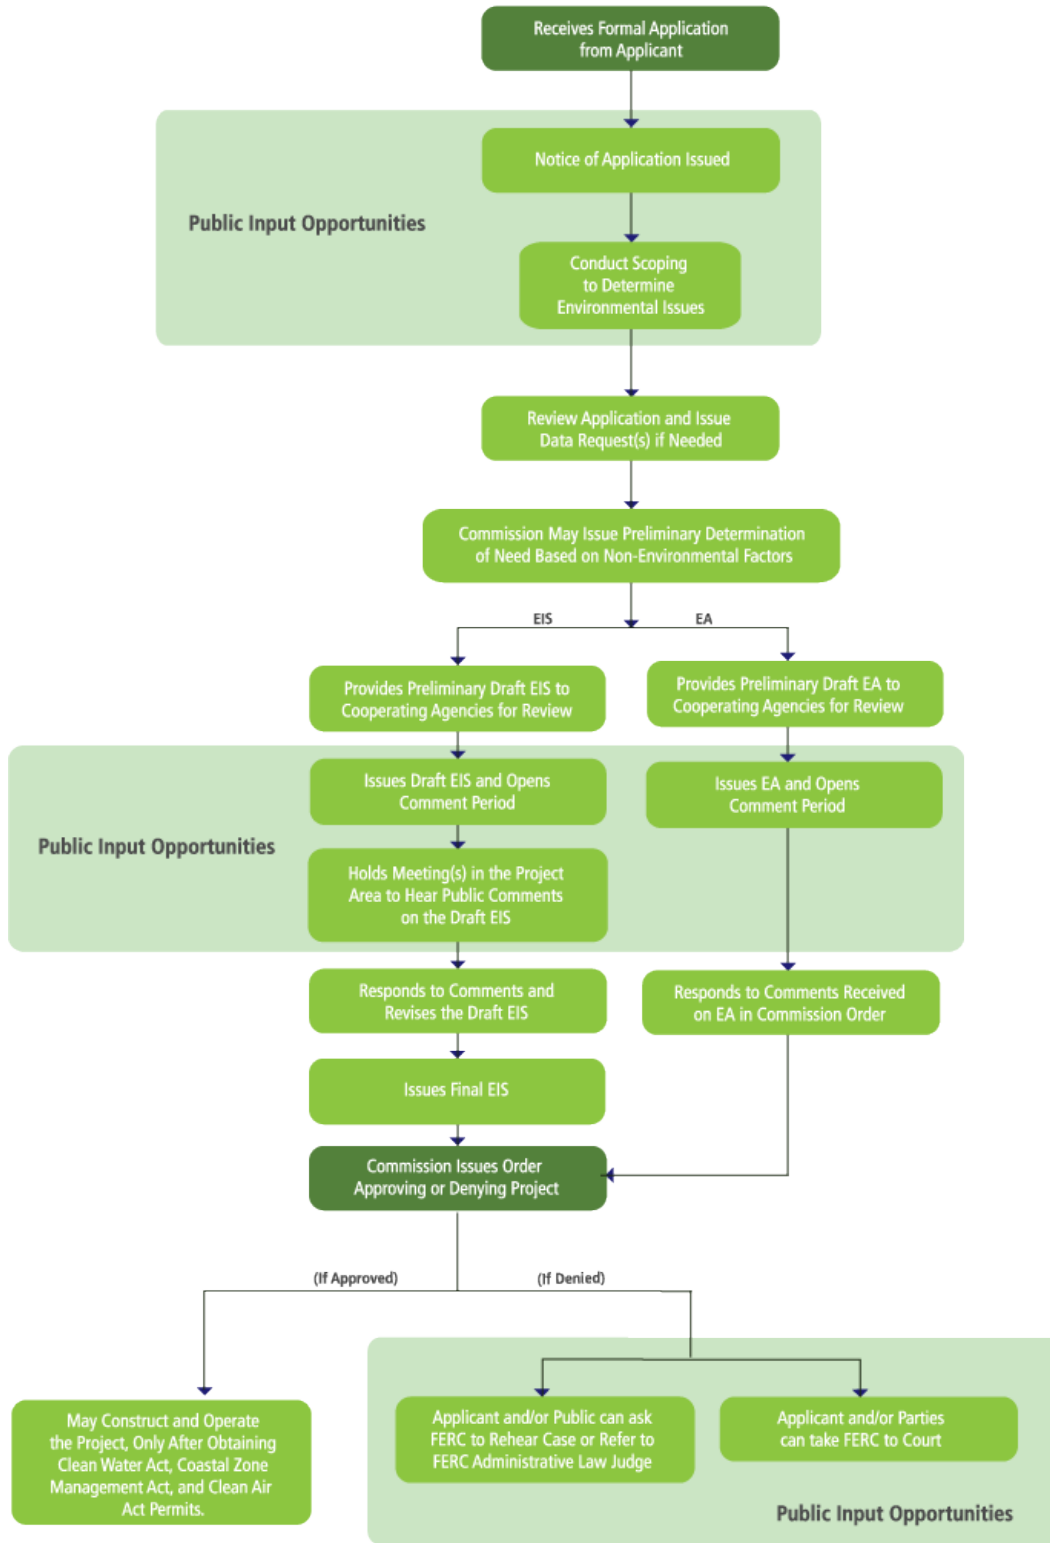 Receives Formal Application
from Applicant
Notice of Application Issued
Public Input Opportunities
Conduct Scoping
to Determine
Environmental Issues
Review Application and Issue
Data Request(s) if Needed
Commission May Issue Preliminary Determination
of Need Based on Non-Environmental Factors
EIS
EA
Provides Preliminary Draft EIS to
Cooperating Agencies for Review
Provides Preliminary Draft EA to
Cooperating Agencies for Review
Issues Draft EIS and Opens
Comment Period
Issues EA and Opens
Comment Period
Public Input Opportunities
Holds Meeting(s) in the Project
Area to Hear Public Comments
on the Draft EIS
Responds to Comments and
Revises the Draft EIS
Responds to Comments Received
on EA in Commission Order
Issues Final EIS
Commission Issues Order
Approving or Denying Project
(If Approved)
(If Denied)
May Construct and Operate
the Project, Only After Obtaining
Clean Water Act, Coastal Zone
Management Act, and Clean Air
Act Permits.
Applicant and/or Public can ask
FERC to Rehear Case or Refer to
FERC Administrative Law Judge
Applicant and/or Parties
can take FERC to Court
Public Input Opportunities